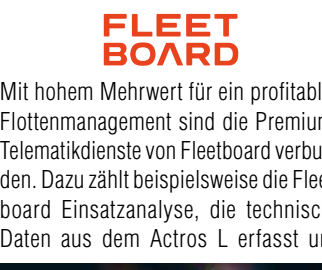 FLEET
BOARD
Mit hohem Mehrwert für ein profitabl
Flottenmanagement sind die Premium
Telematikdienste von Fleetboard verbu
den. Dazu zählt beispielsweise die Flee
board Einsatzanalyse, die technisc
Daten aus dem Actros L erfasst u